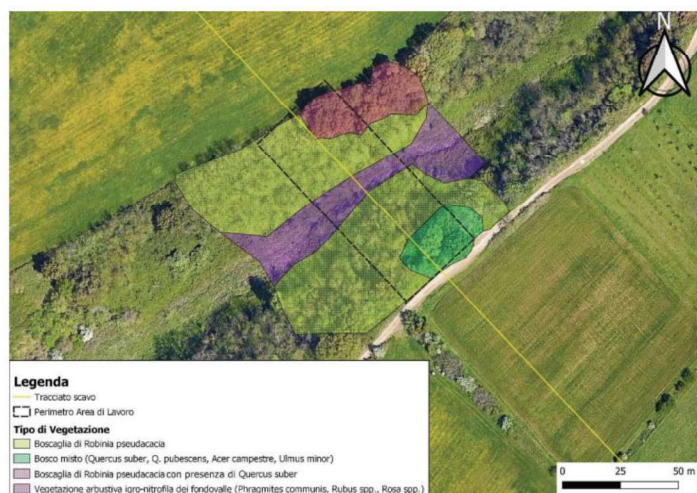 N
Legenda
Tracciato scavo
Perimetro Area di Lavoro
Tipo di Vegetazione
Boscaglia di Robinia pseudacacia
Bosco misto (Quercus suber, Q. pubescens, Acer campestre, Ulmus minor)
Boscaglia di Robinia pseudacacia con presenza di Quercus suber
Vegetazione arbustiva igro-nitrofila dei fondovalle (Phragmites communis, Rubus spp., Rosa spp.)
0 25 50 m